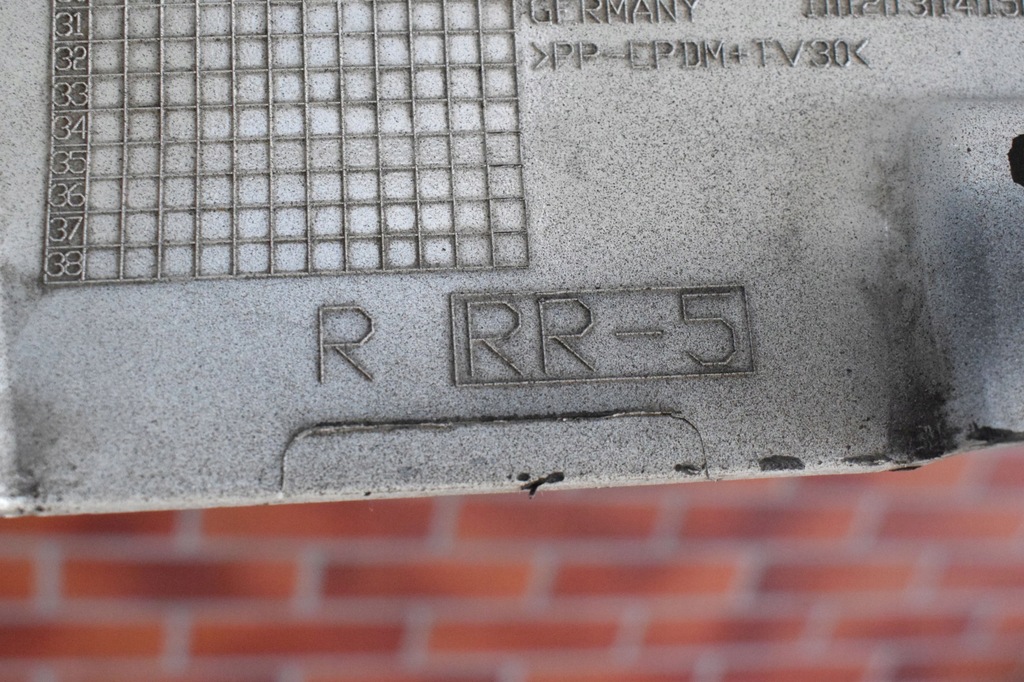 31
GERMANY
32
>PP-EPDM+TV30<
33
34
35
36
37
38
R RR-5